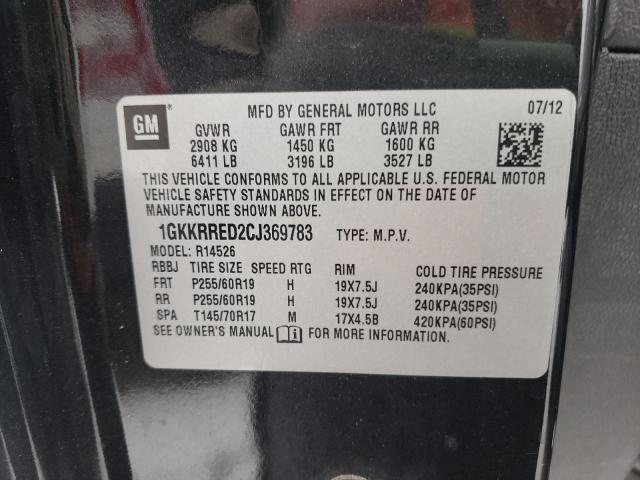 MFD BY GENERAL MOTORS LLC 07/12
GM ®
GVWR GAWR FRT GAWR RR
2908 KG 1450 KG 1600 KG
6411 LB 3196 LB 3527 LB
THIS VEHICLE CONFORMS TO ALL APPLICABLE U.S. FEDERAL MOTOR
VEHICLE SAFETY STANDARDS IN EFFECT ON THE DATE OF
MANUFACTURE SHOWN ABOVE.
1GKKRRED2CJ369783 TYPE: M.P.V.
MODEL: R14526
RBBJ TIRE SIZE SPEED RTG RIM COLD TIRE PRESSURE
FRT P255/60R19 H 19X7.5J 240KPA(35PSI)
RR P255/60R19 H 19X7.5J 240KPA(35PSI)
SPA T145/70R17 M 17X4.5B 420KPA(60PSI)
SEE OWNER'S MANUAL FOR MORE INFORMATION.